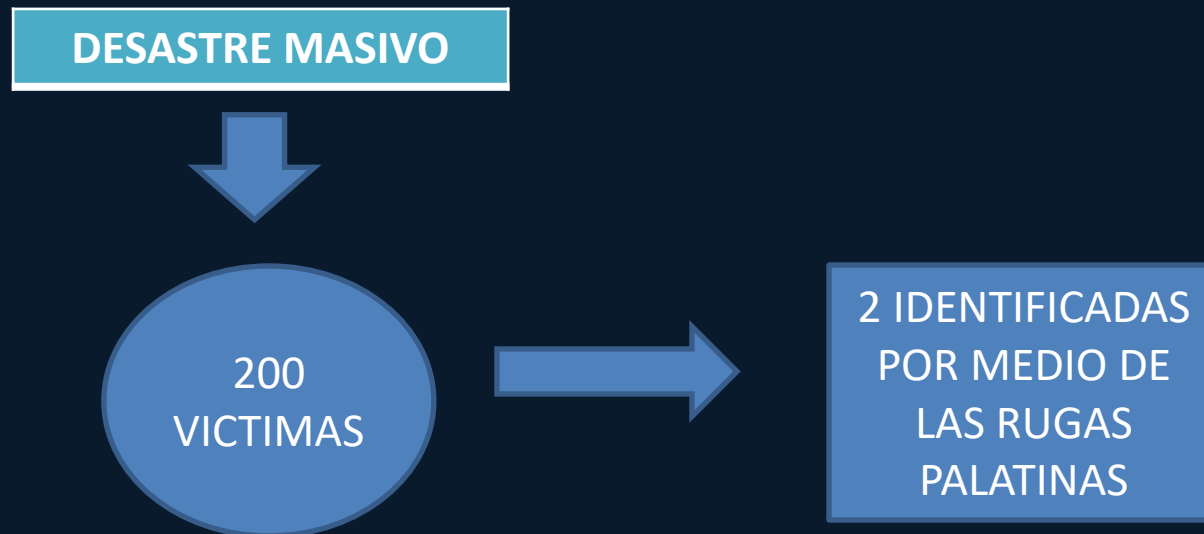 DESASTRE MASIVO
200
VICTIMAS
2 IDENTIFICADAS
POR MEDIO DE
LAS RUGAS
PALATINAS